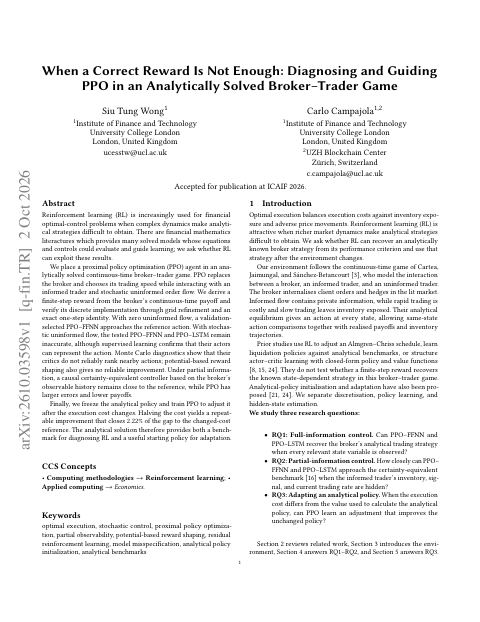 When a Correct Reward Is Not Enough: Diagnosing and Guiding
PPO in an Analytically Solved Broker–Trader Game
Siu Tung Wong1
1Institute of Finance and Technology
University College London
London, United Kingdom
ucesstw@ucl.ac.uk
Carlo Campajola1,2
1Institute of Finance and Technology
University College London
London, United Kingdom
2UZH Blockchain Center
Zürich, Switzerland
c.campajola@ucl.ac.uk
Accepted for publication at ICAIF 2026.
arXiv:2610.03598v1 [q-fin.TR] 2 Oct 2026
Abstract
Reinforcement learning (RL) is increasingly used for financial
optimal-control problems when complex dynamics make analyti-
cal strategies difficult to obtain. There are financial mathematics
literatures which provides many solved models whose equations
and controls could evaluate and guide learning; we ask whether RL
can exploit these results.
We place a proximal policy optimisation (PPO) agent in an ana-
lytically solved continuous-time broker–trader game. PPO replaces
the broker and chooses its trading speed while interacting with an
informed trader and stochastic uninformed order flow. We derive a
finite-step reward from the broker's continuous-time payoff and
verify its discrete implementation through grid refinement and an
exact one-step identity. With zero uninformed flow, a validation-
selected PPO–FFNN approaches the reference action. With stochas-
tic uninformed flow, the tested PPO–FFNN and PPO–LSTM remain
inaccurate, although supervised learning confirms that their actors
can represent the action. Monte Carlo diagnostics show that their
critics do not reliably rank nearby actions; potential-based reward
shaping also gives no reliable improvement. Under partial informa-
tion, a causal certainty-equivalent controller based on the broker's
observable history remains close to the reference, while PPO has
larger errors and lower payoffs.
Finally, we freeze the analytical policy and train PPO to adjust it
after the execution cost changes. Halving the cost yields a repeat-
able improvement that closes 2.22% of the gap to the changed-cost
reference. The analytical solution therefore provides both a bench-
mark for diagnosing RL and a useful starting policy for adaptation.
CCS Concepts
• Computing methodologies → Reinforcement learning; •
Applied computing → Economics.
Keywords
optimal execution, stochastic control, proximal policy optimiza-
tion, partial observability, potential-based reward shaping, residual
reinforcement learning, model misspecification, analytical policy
initialization, analytical benchmarks
1 Introduction
Optimal execution balances execution costs against inventory expo-
sure and adverse price movements. Reinforcement learning (RL) is
attractive when richer market dynamics make analytical strategies
difficult to obtain. We ask whether RL can recover an analytically
known broker strategy from its performance criterion and use that
strategy after the environment changes.
Our environment follows the continuous-time game of Cartea,
Jaimungal, and Sánchez-Betancourt [3], who model the interaction
between a broker, an informed trader, and an uninformed trader
The broker internalises client orders and hedges in the lit market.
Informed flow contains private information, while rapid trading is
costly and slow trading leaves inventory exposed. Their analytical
equilibrium gives an action at every state, allowing same-state
action comparisons together with realised payoffs and inventory
trajectories.
Prior studies use RL to adjust an Almgren–Chriss schedule, learn
liquidation policies against analytical benchmarks, or structure
actor–critic learning with closed-form policy and value functions
[8, 15, 24]. They do not test whether a finite-step reward recovers
the known state-dependent strategy in this broker–trader game.
Analytical-policy initialization and adaptation have also been pro-
posed [21, 24]. We separate discretisation, policy learning, and
hidden-state estimation.
We study three research questions:
• RQ1: Full-information control. Can PPO–FFNN and
PPO–LSTM recover the broker's analytical trading strategy
when every relevant state variable is observed?
• RQ2: Partial-information control. How closely can PPO–
FFNN and PPO–LSTM approach the certainty-equivalent
benchmark [16] when the informed trader's inventory, sig-
nal, and current trading rate are hidden?
• RQ3: Adapting an analytical policy. When the execution
cost differs from the value used to calculate the analytical
policy, can PPO learn an adjustment that improves the
unchanged policy?
Section 2 reviews related work, Section 3 introduces the envi-
ronment, Section 4 answers RQ1–RQ2, and Section 5 answers RQ3.
1